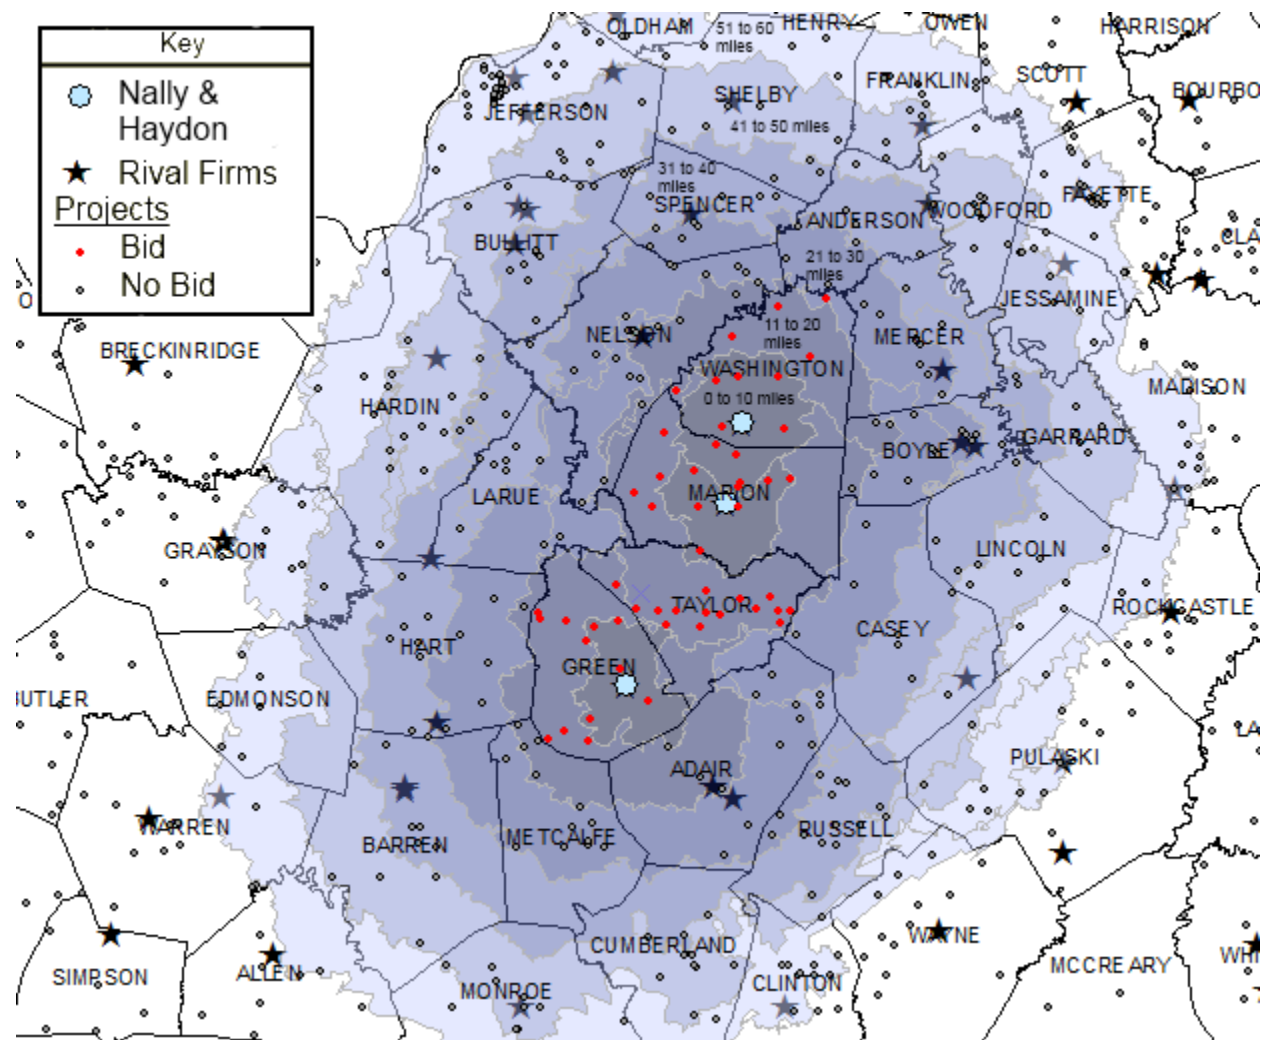 OLDHAM
51 to 60
miles
HENRY
OWEN
HARRISON
Key
Nally &
Haydon
Rival Firms
Projects
Bid
No Bid
FRANKLIN
SCOTT
BOURBO
SHELBY
JEFFERSON
41 to 50 miles
31 to 40
miles
SPENCER
FAYETTE
ANDERSON
WOODFORD
BULLITT
CLA
21 to 30
miles
O
JESSAMINE
NELSON
11 to 20
miles
MERCER
BRECKINRIDGE
WASHINGTON
MADISON
HARDIN
0 to 10 miles
GARRARD
BOYLE
LARUE
MARION
GRAYSON
LINCOLN
TAYLOR
ROCKCASTLE
CASEY
HART
GREEN
BUTLER
EDMONSON
LA
PULASKI
ADAIR
WARREN
BARREN
METCALFE
RUSSELL
WAYNE
CUMBERLAND
WHI
MCCREARY
SIMPSON
ALLEN
CLINTON
MONROE